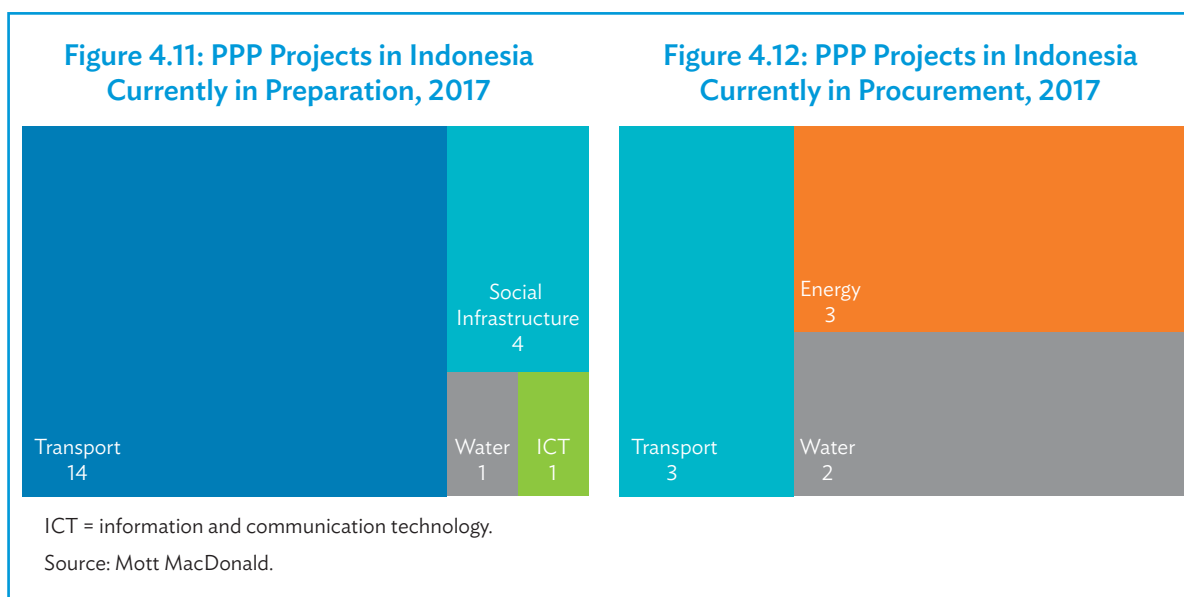 Figure 4.11: PPP Projects in Indonesia
Currently in Preparation, 2017
Transport
14
Social
Infrastructure
4
Water
1
ICT
1
Figure 4.12: PPP Projects in Indonesia
Currently in Procurement, 2017
Transport
3
Energy
3
Water
2
ICT = information and communication technology.
Source: Mott MacDonald.